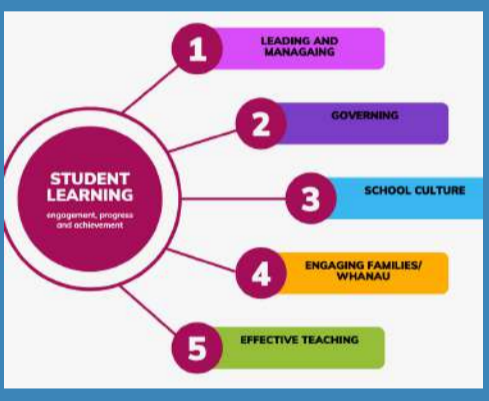 1
LEADING AND
MANAGAING
2
GOVERNING
STUDENT
LEARNING
engagement, progress
and achievement
3
SCHOOL CULTURE
4
ENGAGING FAMILIES/
WHANAU
5
EFFECTIVE TEACHING